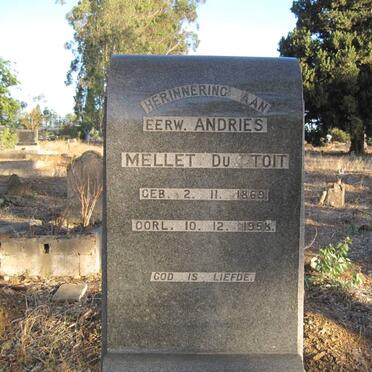 HERINNERING AAN
EERW. ANDRIES
MELLET DU TOIT
GEB. 2. 11. 1869
OORL. 10. 12. 1958.
GOD IS LIEFDE.